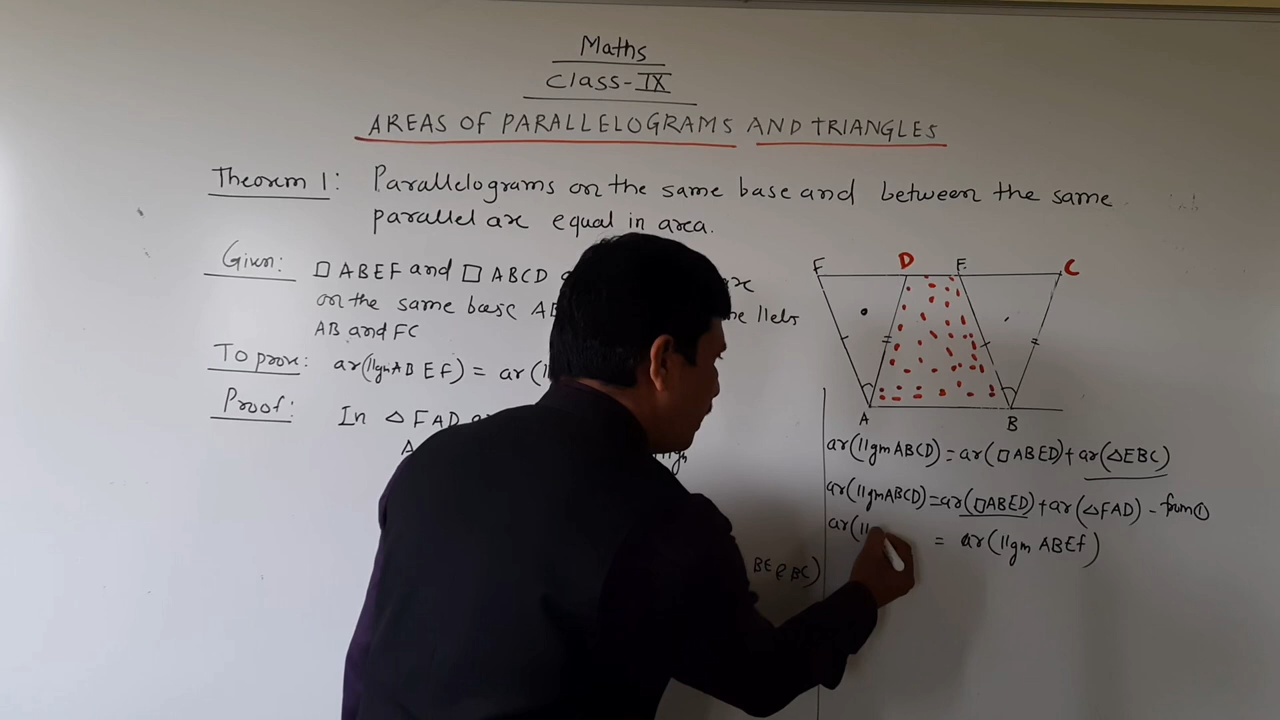 Maths
Class-IX
AREAS OF PARALLELOGRAMS AND TRIANGLES
Theorem 1: Parallelograms on the same base and between the same
parallel are equal in area.
Given: □ ABEF and □ ABCD
on the same base AB the llels
AB and FC
To prove: ar(llgm ABEF) = ar(
Proof: In △ FAD
BE & BC)
F D E C
A B
ar(llgm ABCD) = ar(□ABED) + ar(△EBC)
ar(llgm ABCD) = ar(□ABED) + ar(△FAD) - from ①
ar(ll = ar(llgm ABEF)